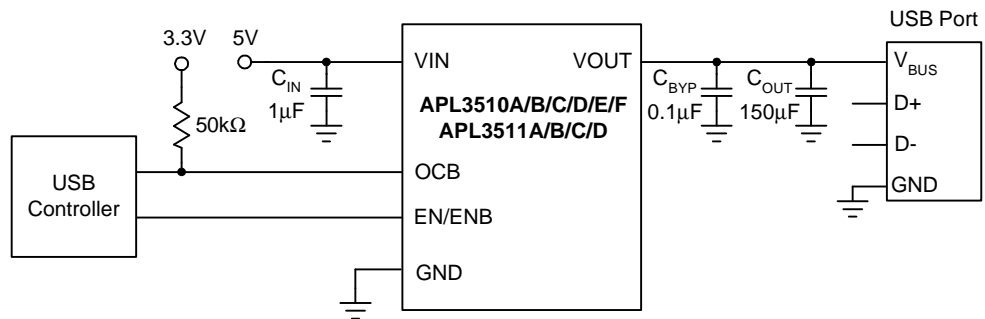 USB Port
3.3V
5V
VIN
VOUT
V_BUS
C_IN
1µF
C_BYP
0.1µF
C_OUT
150µF
D+
APL3510A/B/C/D/E/F
APL3511A/B/C/D
50kΩ
D-
USB
Controller
OCB
GND
EN/ENB
GND